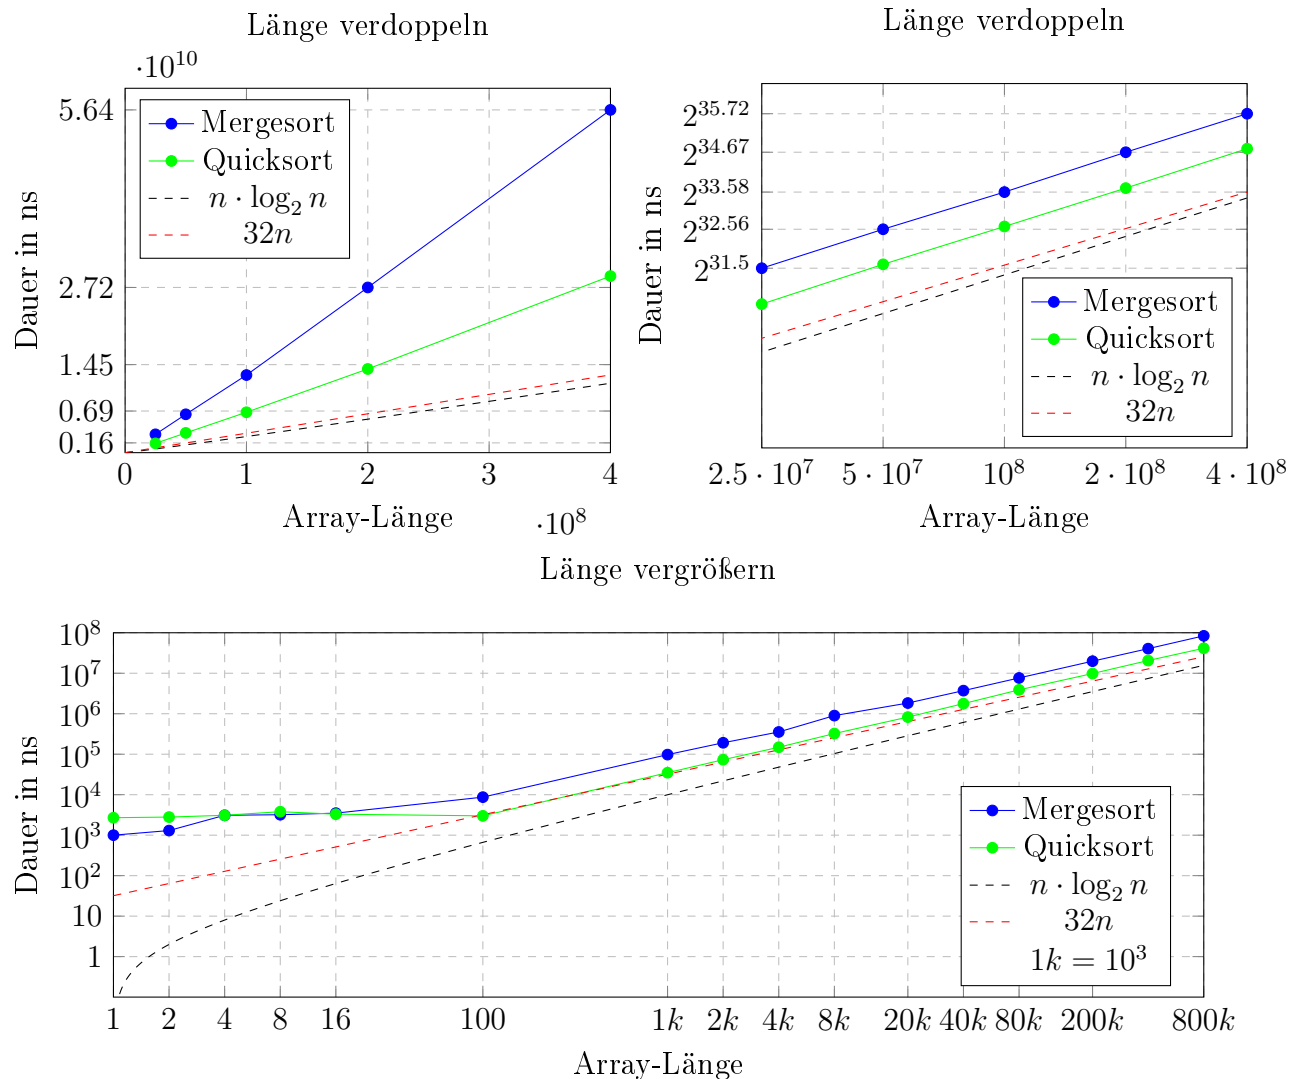 Länge verdoppeln
·10^10
5.64
2.72
1.45
0.69
0.16
Dauer in ns
Mergesort
Quicksort
n · log₂ n
32n
0 1 2 3 4
Array-Länge
·10^8
Länge verdoppeln
2^35.72
2^34.67
2^33.58
2^32.56
2^31.5
Dauer in ns
Mergesort
Quicksort
n · log₂ n
32n
2.5 · 10^7 5 · 10^7 10^8 2 · 10^8 4 · 10^8
Array-Länge
Länge vergrößern
10^8
10^7
10^6
10^5
10^4
10^3
10^2
10
1
Dauer in ns
Mergesort
Quicksort
n · log₂ n
32n
1k = 10^3
1 2 4 8 16 100 1k 2k 4k 8k 20k 40k 80k 200k 800k
Array-Länge